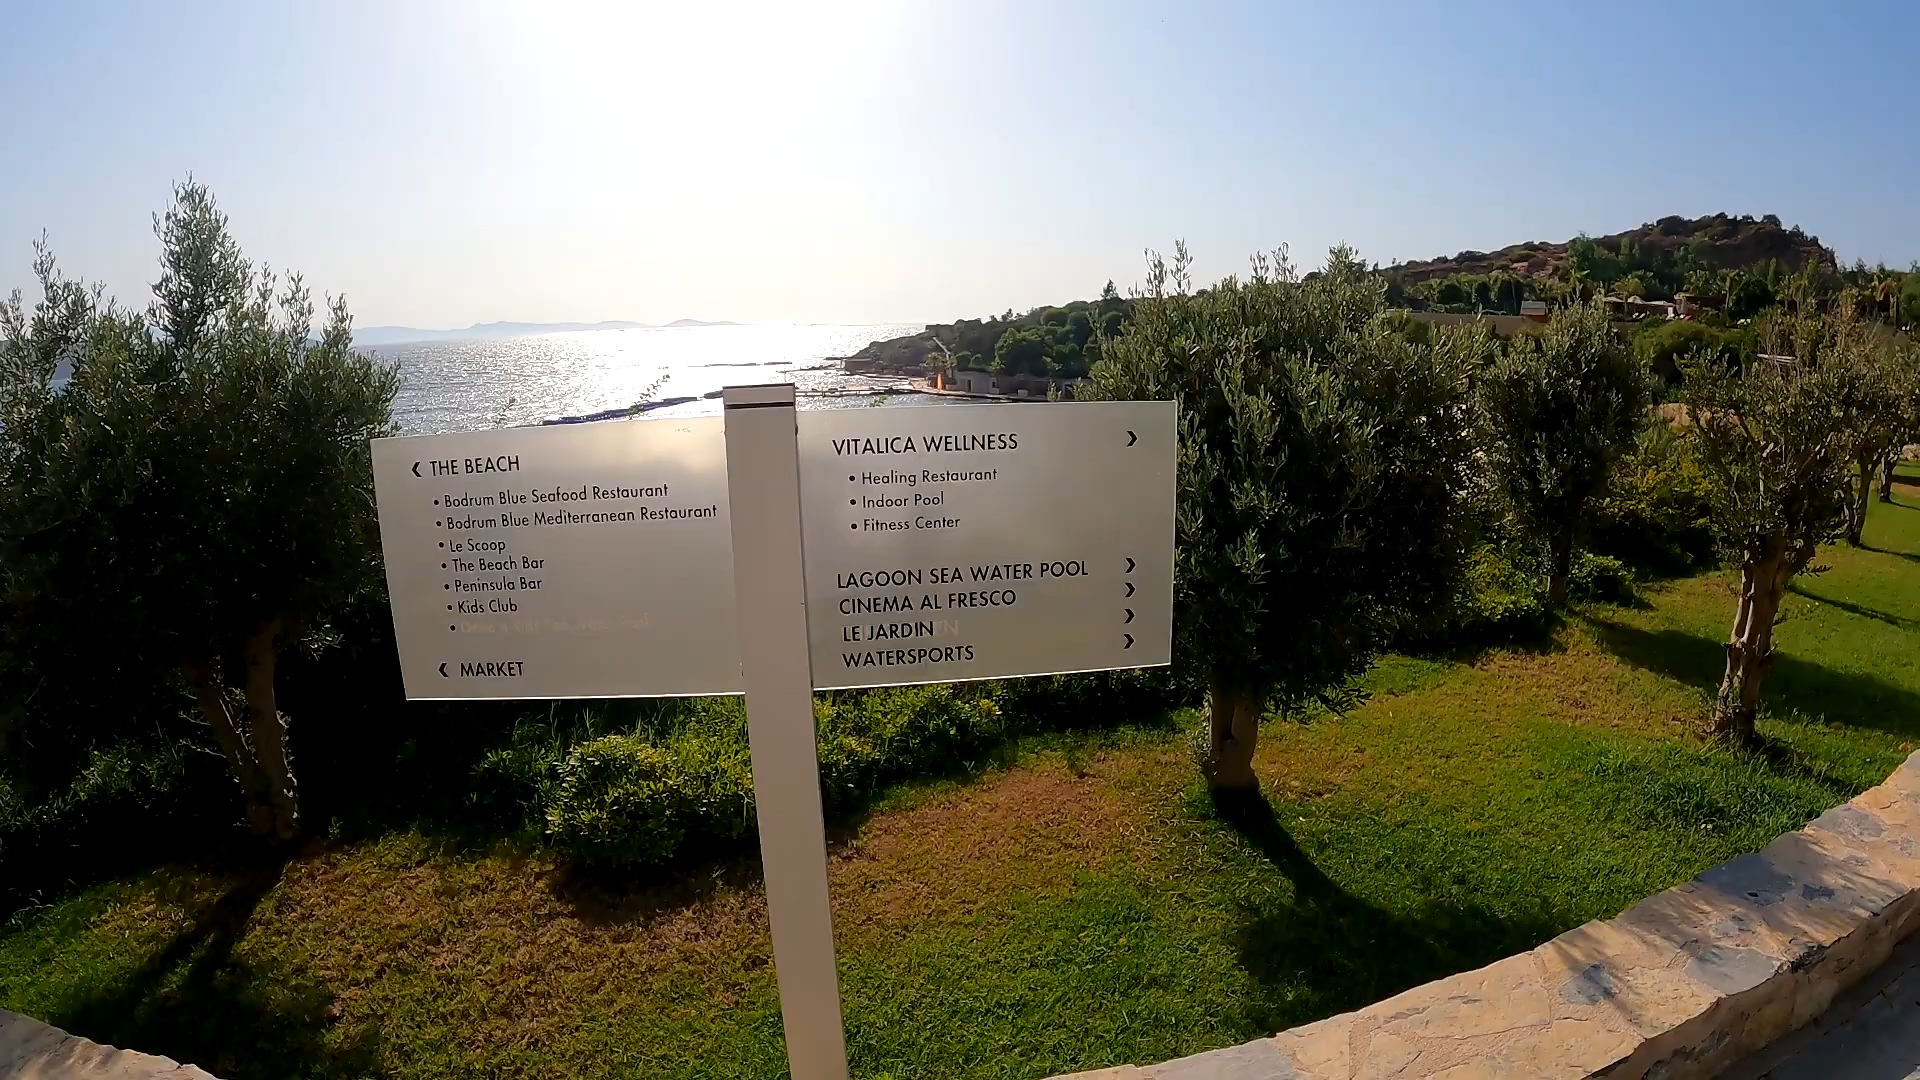 ❮ THE BEACH
• Bodrum Blue Seafood Restaurant
• Bodrum Blue Mediterranean Restaurant
• Le Scoop
• The Beach Bar
• Peninsula Bar
• Kids Club
•
❮ MARKET
VITALICA WELLNESS ❯
• Healing Restaurant
• Indoor Pool
• Fitness Center
LAGOON SEA WATER POOL ❯
CINEMA AL FRESCO ❯
LE JARDIN ❯
WATERSPORTS ❯